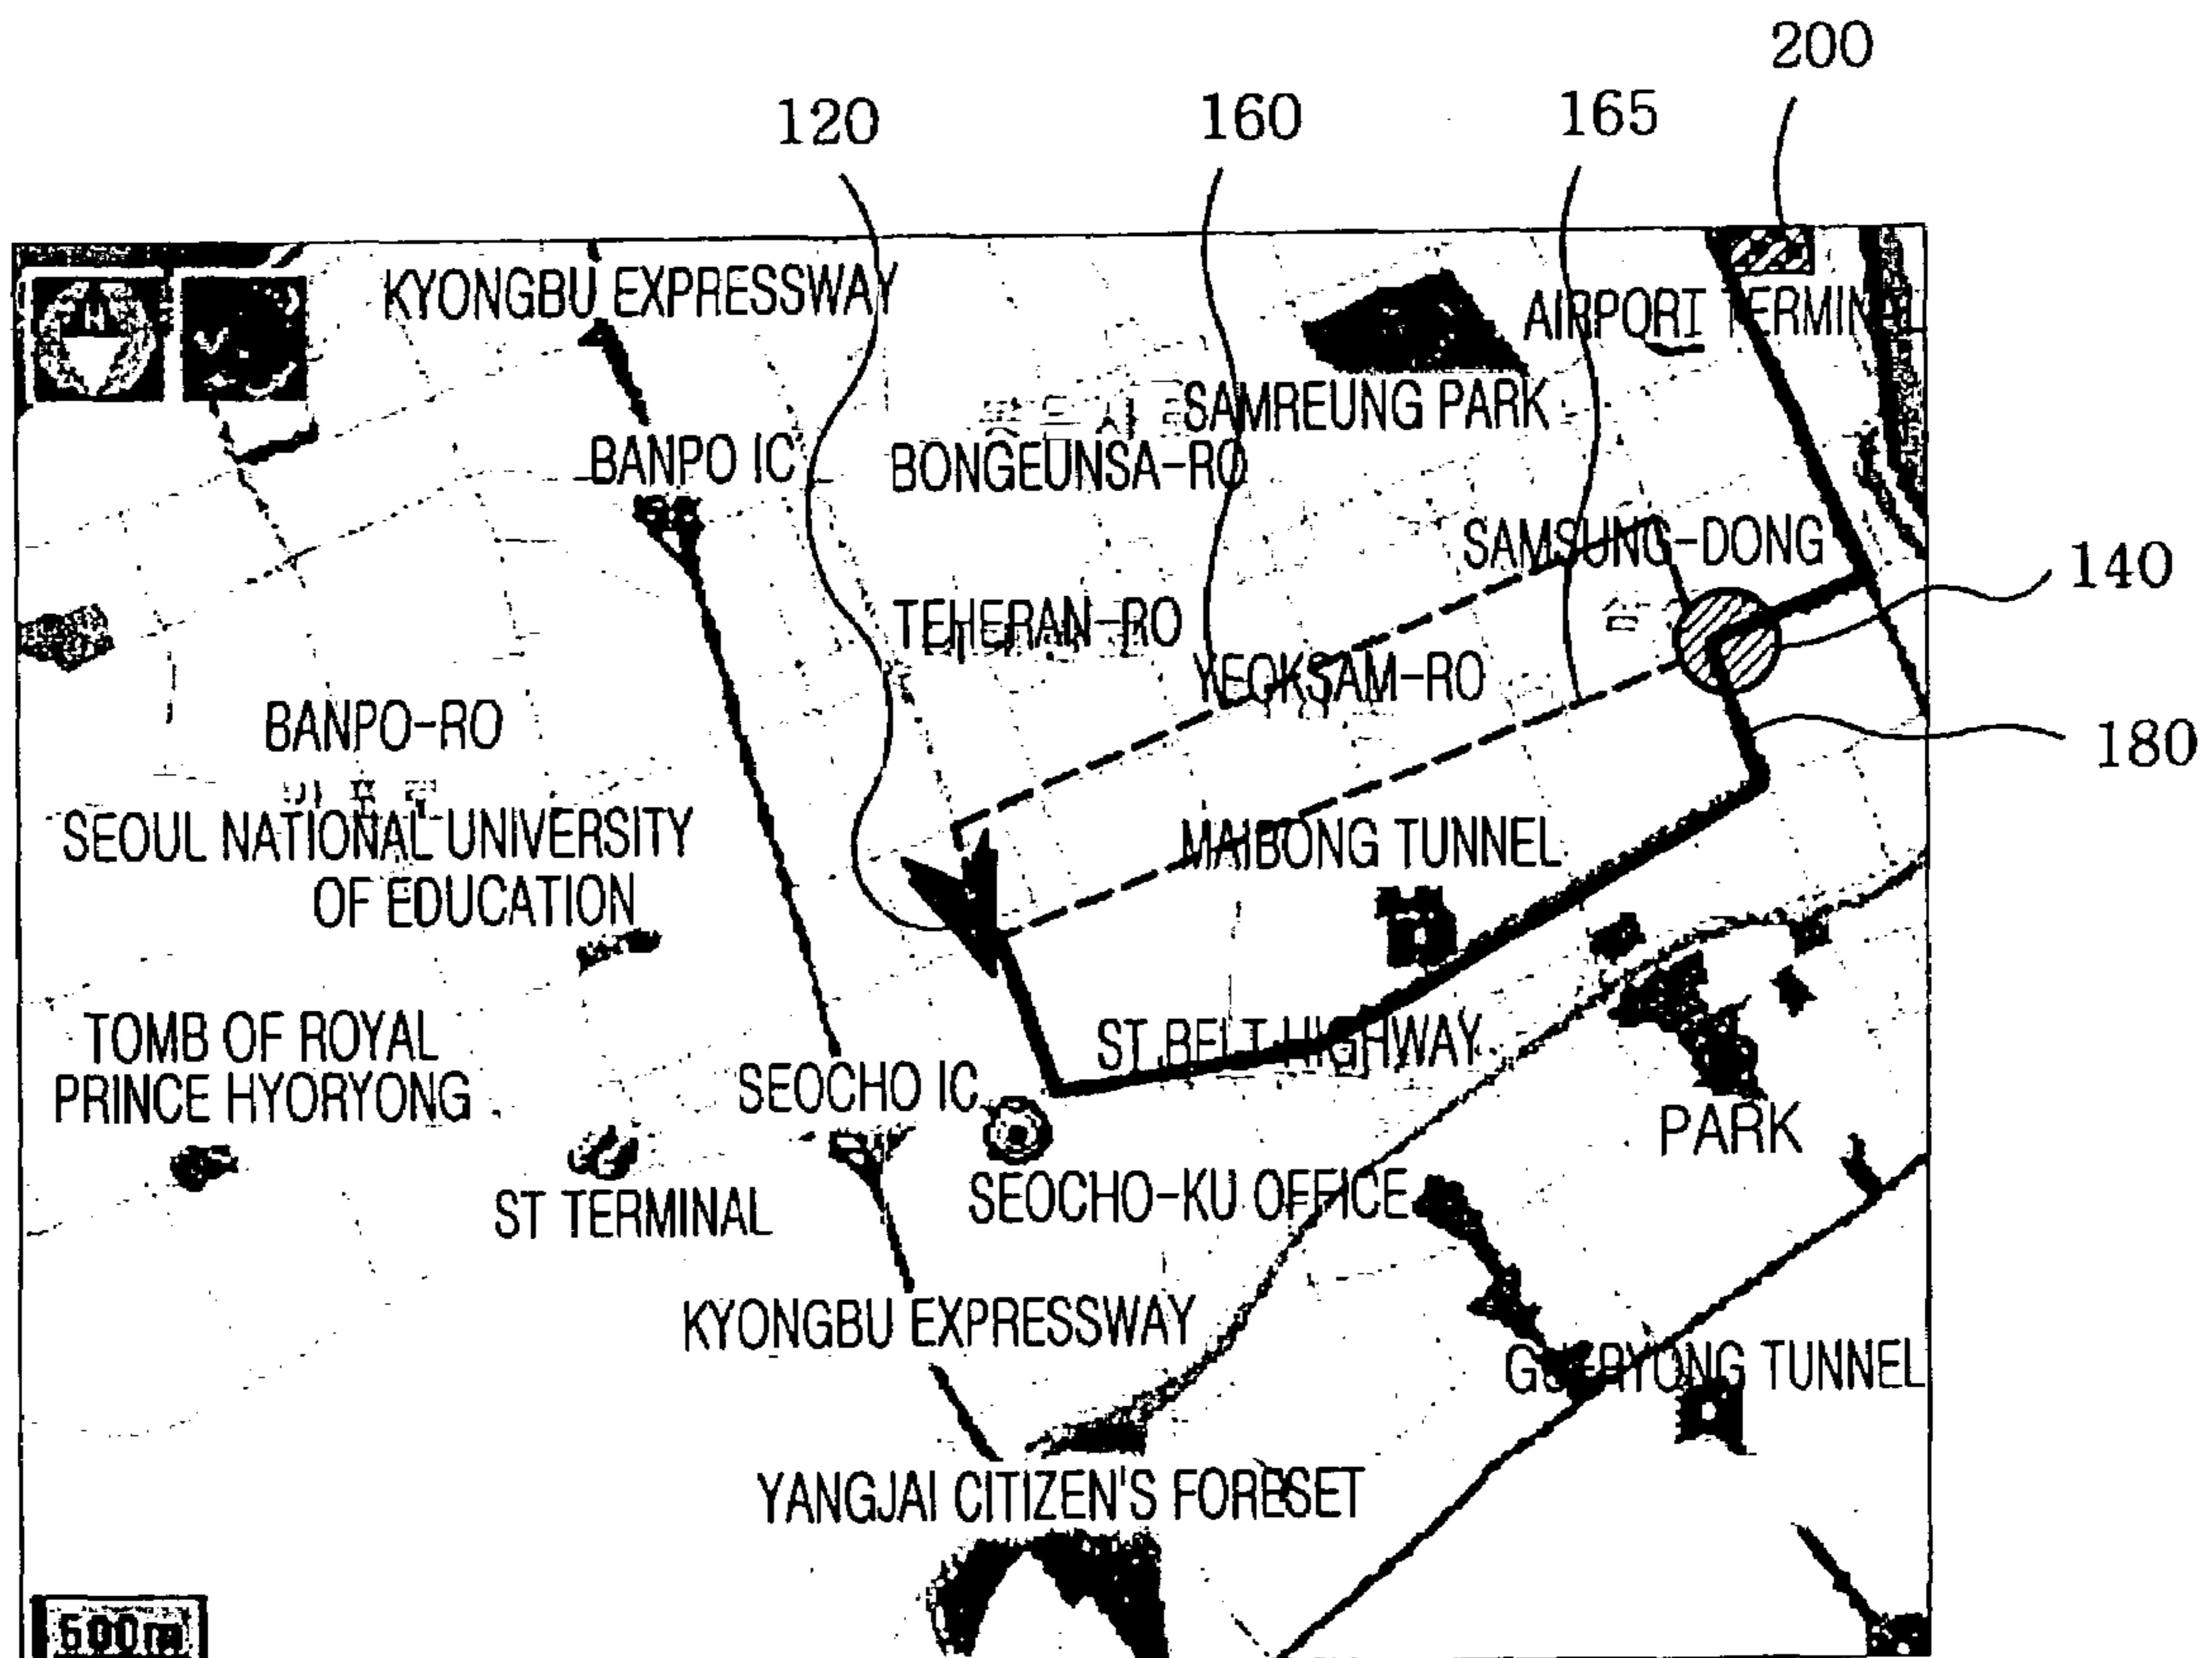 200
120
160
165
KYONGBU EXPRESSWAY
AIRPORT TERMINAL
SAMREUNG PARK
BANPO IC
BONGEUNSA-RO
SAMSUNG-DONG
140
TEHERAN-RO
YEOKSAM-RO
BANPO-RO
180
SEOUL NATIONAL UNIVERSITY
OF EDUCATION
MAIBONG TUNNEL
TOMB OF ROYAL
PRINCE HYORYONG
ST BELT HIGHWAY
SEOCHO IC
PARK
ST TERMINAL
SEOCHO-KU OFFICE
KYONGBU EXPRESSWAY
TUNNEL
YANGJAI CITIZEN'S FORESET